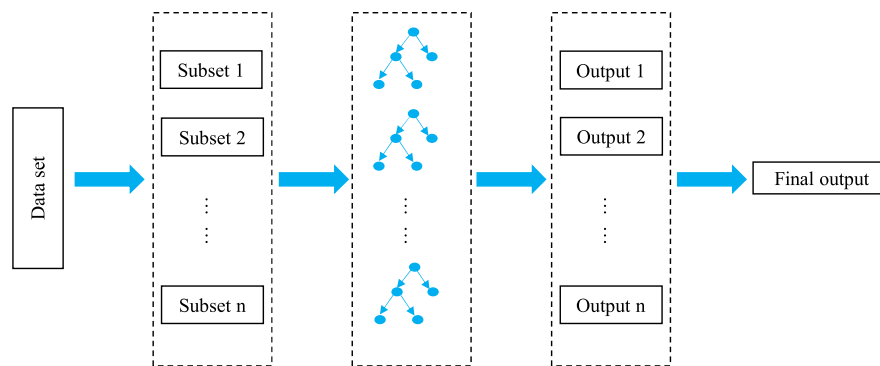 Data set
Subset 1
Subset 2
⋮
⋮
Subset n
⋮
⋮
Output 1
Output 2
⋮
⋮
Output n
Final output